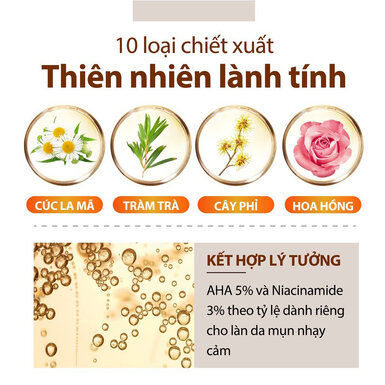 10 loại chiết xuất
Thiên nhiên lành tính
CÚC LA MÃ
TRÀM TRÀ
CÂY PHỈ
HOA HỒNG
KẾT HỢP LÝ TƯỞNG
AHA 5% và Niacinamide
3% theo tỷ lệ dành riêng
cho làn da mụn nhạy
cảm